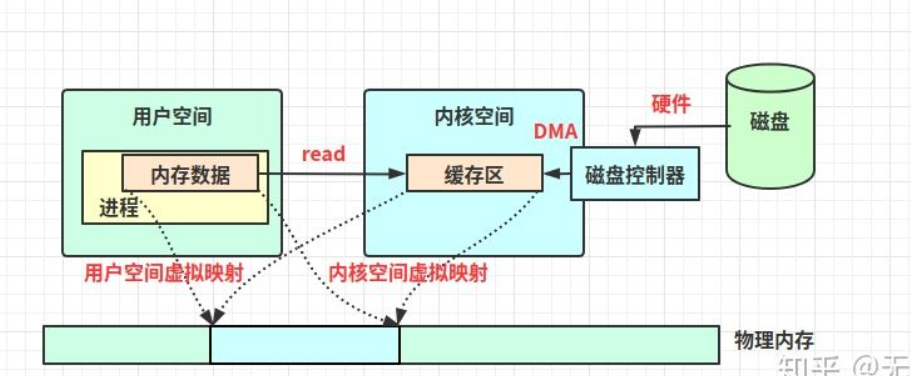 硬件
磁盘
用户空间
内核空间
DMA
read
内存数据
缓存区
磁盘控制器
进程
用户空间虚拟映射
内核空间虚拟映射
物理内存
知乎 @无